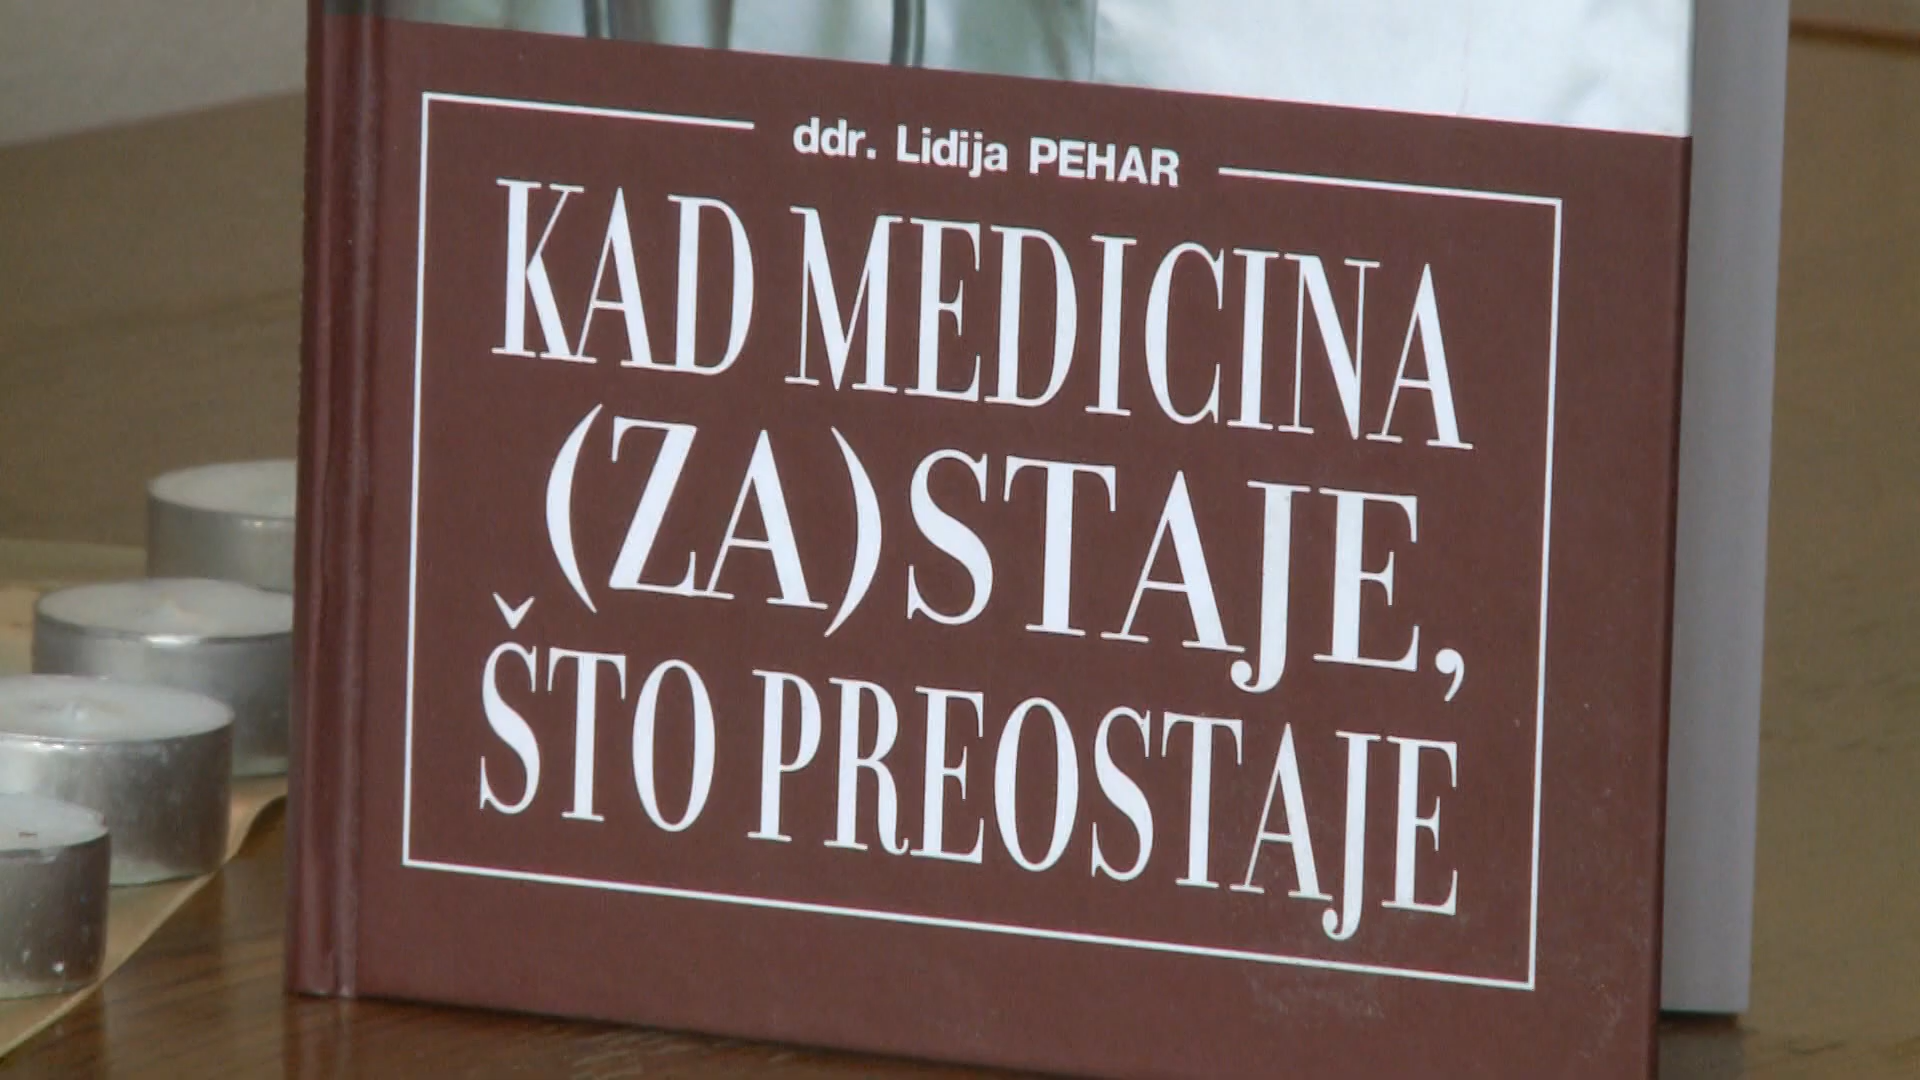 ddr. Lidija PEHAR
KAD MEDICINA
(ZA)STAJE,
ŠTO PREOSTAJE